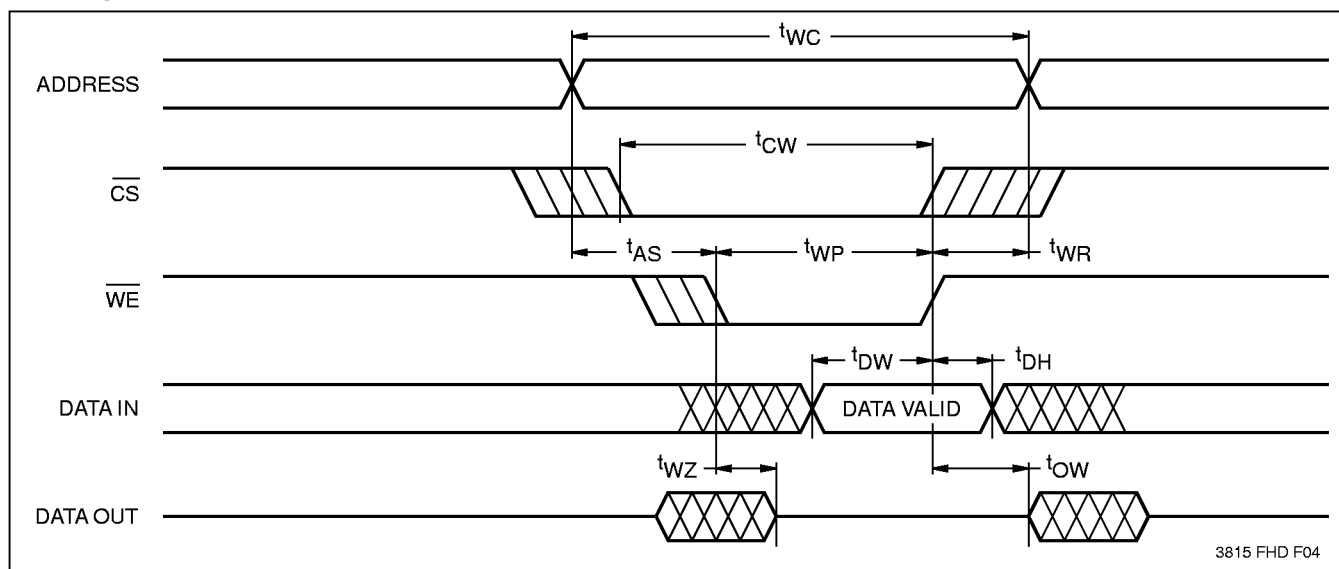 tWC
ADDRESS
tCW
CS
tAS
tWP
tWR
WE
tDW
tDH
DATA IN
DATA VALID
tWZ
tOW
DATA OUT
3815 FHD F04